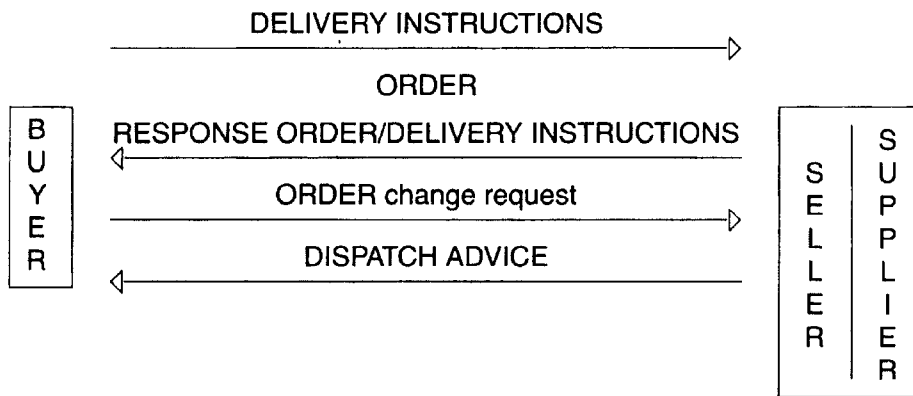 DELIVERY INSTRUCTIONS
ORDER
BUYER
RESPONSE ORDER/DELIVERY INSTRUCTIONS
ORDER change request
DISPATCH ADVICE
SELLER
SUPPLIER